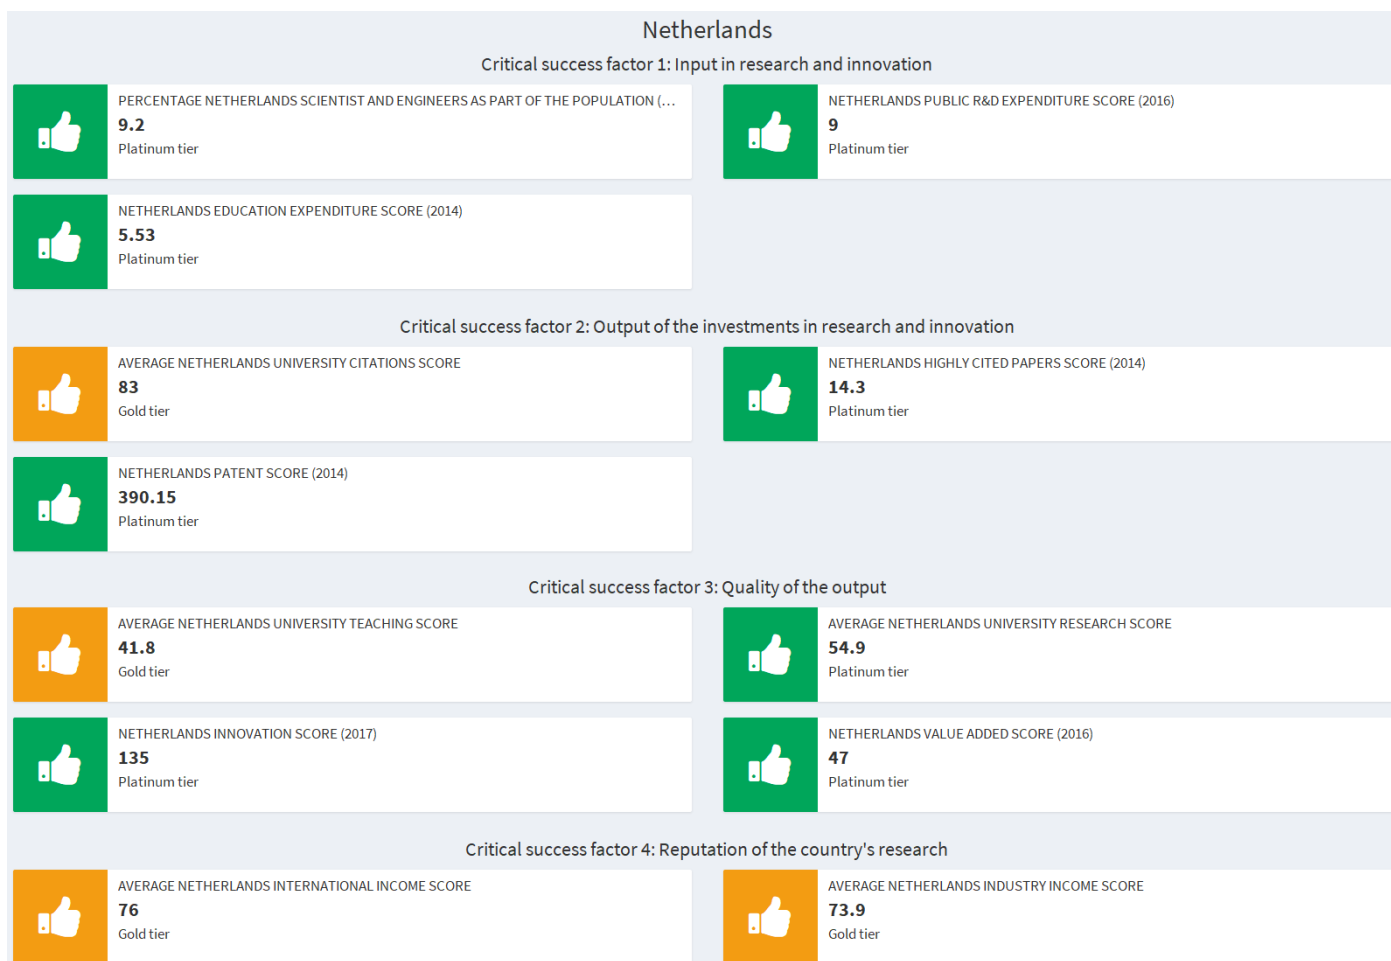 Netherlands
Critical success factor 1: Input in research and innovation
PERCENTAGE NETHERLANDS SCIENTIST AND ENGINEERS AS PART OF THE POPULATION (...
9.2
Platinum tier
NETHERLANDS PUBLIC R&D EXPENDITURE SCORE (2016)
9
Platinum tier
NETHERLANDS EDUCATION EXPENDITURE SCORE (2014)
5.53
Platinum tier
Critical success factor 2: Output of the investments in research and innovation
AVERAGE NETHERLANDS UNIVERSITY CITATIONS SCORE
83
Gold tier
NETHERLANDS HIGHLY CITED PAPERS SCORE (2014)
14.3
Platinum tier
NETHERLANDS PATENT SCORE (2014)
390.15
Platinum tier
Critical success factor 3: Quality of the output
AVERAGE NETHERLANDS UNIVERSITY TEACHING SCORE
41.8
Gold tier
AVERAGE NETHERLANDS UNIVERSITY RESEARCH SCORE
54.9
Platinum tier
NETHERLANDS INNOVATION SCORE (2017)
135
Platinum tier
NETHERLANDS VALUE ADDED SCORE (2016)
47
Platinum tier
Critical success factor 4: Reputation of the country's research
AVERAGE NETHERLANDS INTERNATIONAL INCOME SCORE
76
Gold tier
AVERAGE NETHERLANDS INDUSTRY INCOME SCORE
73.9
Gold tier